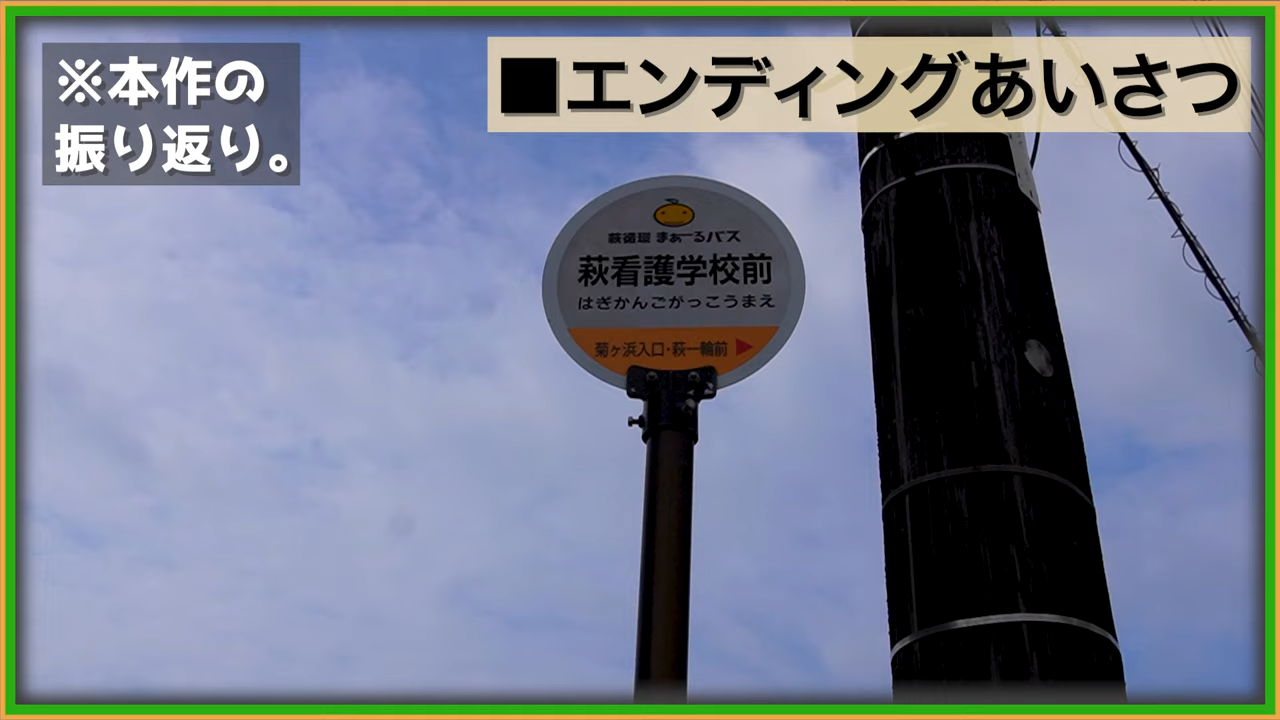 ※本作の
振り返り。
■エンディングあいさつ
萩循環 まぁーるバス
萩看護学校前
はぎかんごがっこうまえ
菊ヶ浜入口・萩一輪前